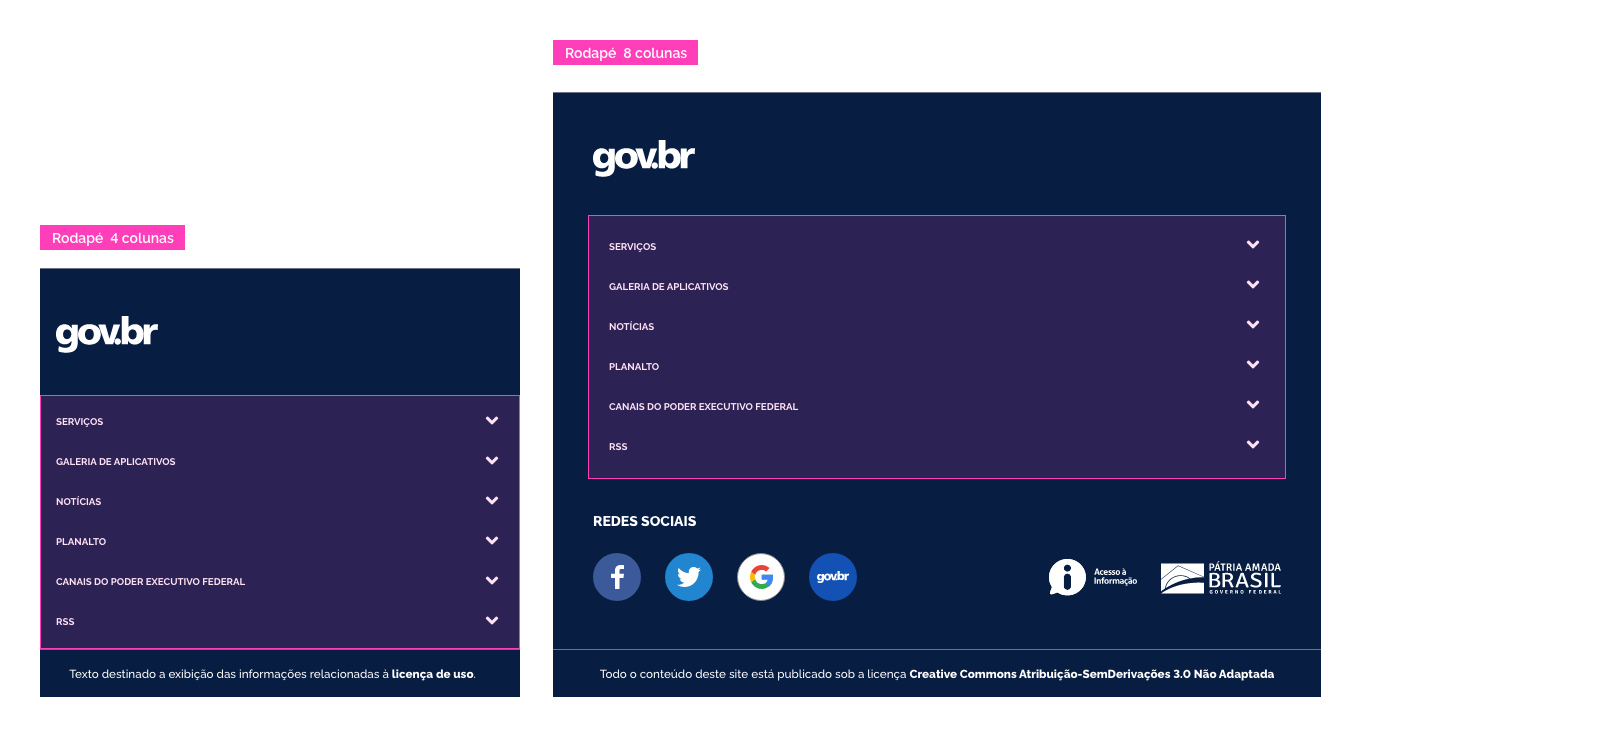 Rodapé 4 colunas
gov.br
SERVIÇOS
GALERIA DE APLICATIVOS
NOTÍCIAS
PLANALTO
CANAIS DO PODER EXECUTIVO FEDERAL
RSS
Texto destinado a exibição das informações relacionadas à licença de uso.
Rodapé 8 colunas
gov.br
SERVIÇOS
GALERIA DE APLICATIVOS
NOTÍCIAS
PLANALTO
CANAIS DO PODER EXECUTIVO FEDERAL
RSS
REDES SOCIAIS
gov.br
Acesso à
Informação
PÁTRIA AMADA
BRASIL
GOVERNO FEDERAL
Todo o conteúdo deste site está publicado sob a licença Creative Commons Atribuição-SemDerivações 3.0 Não Adaptada